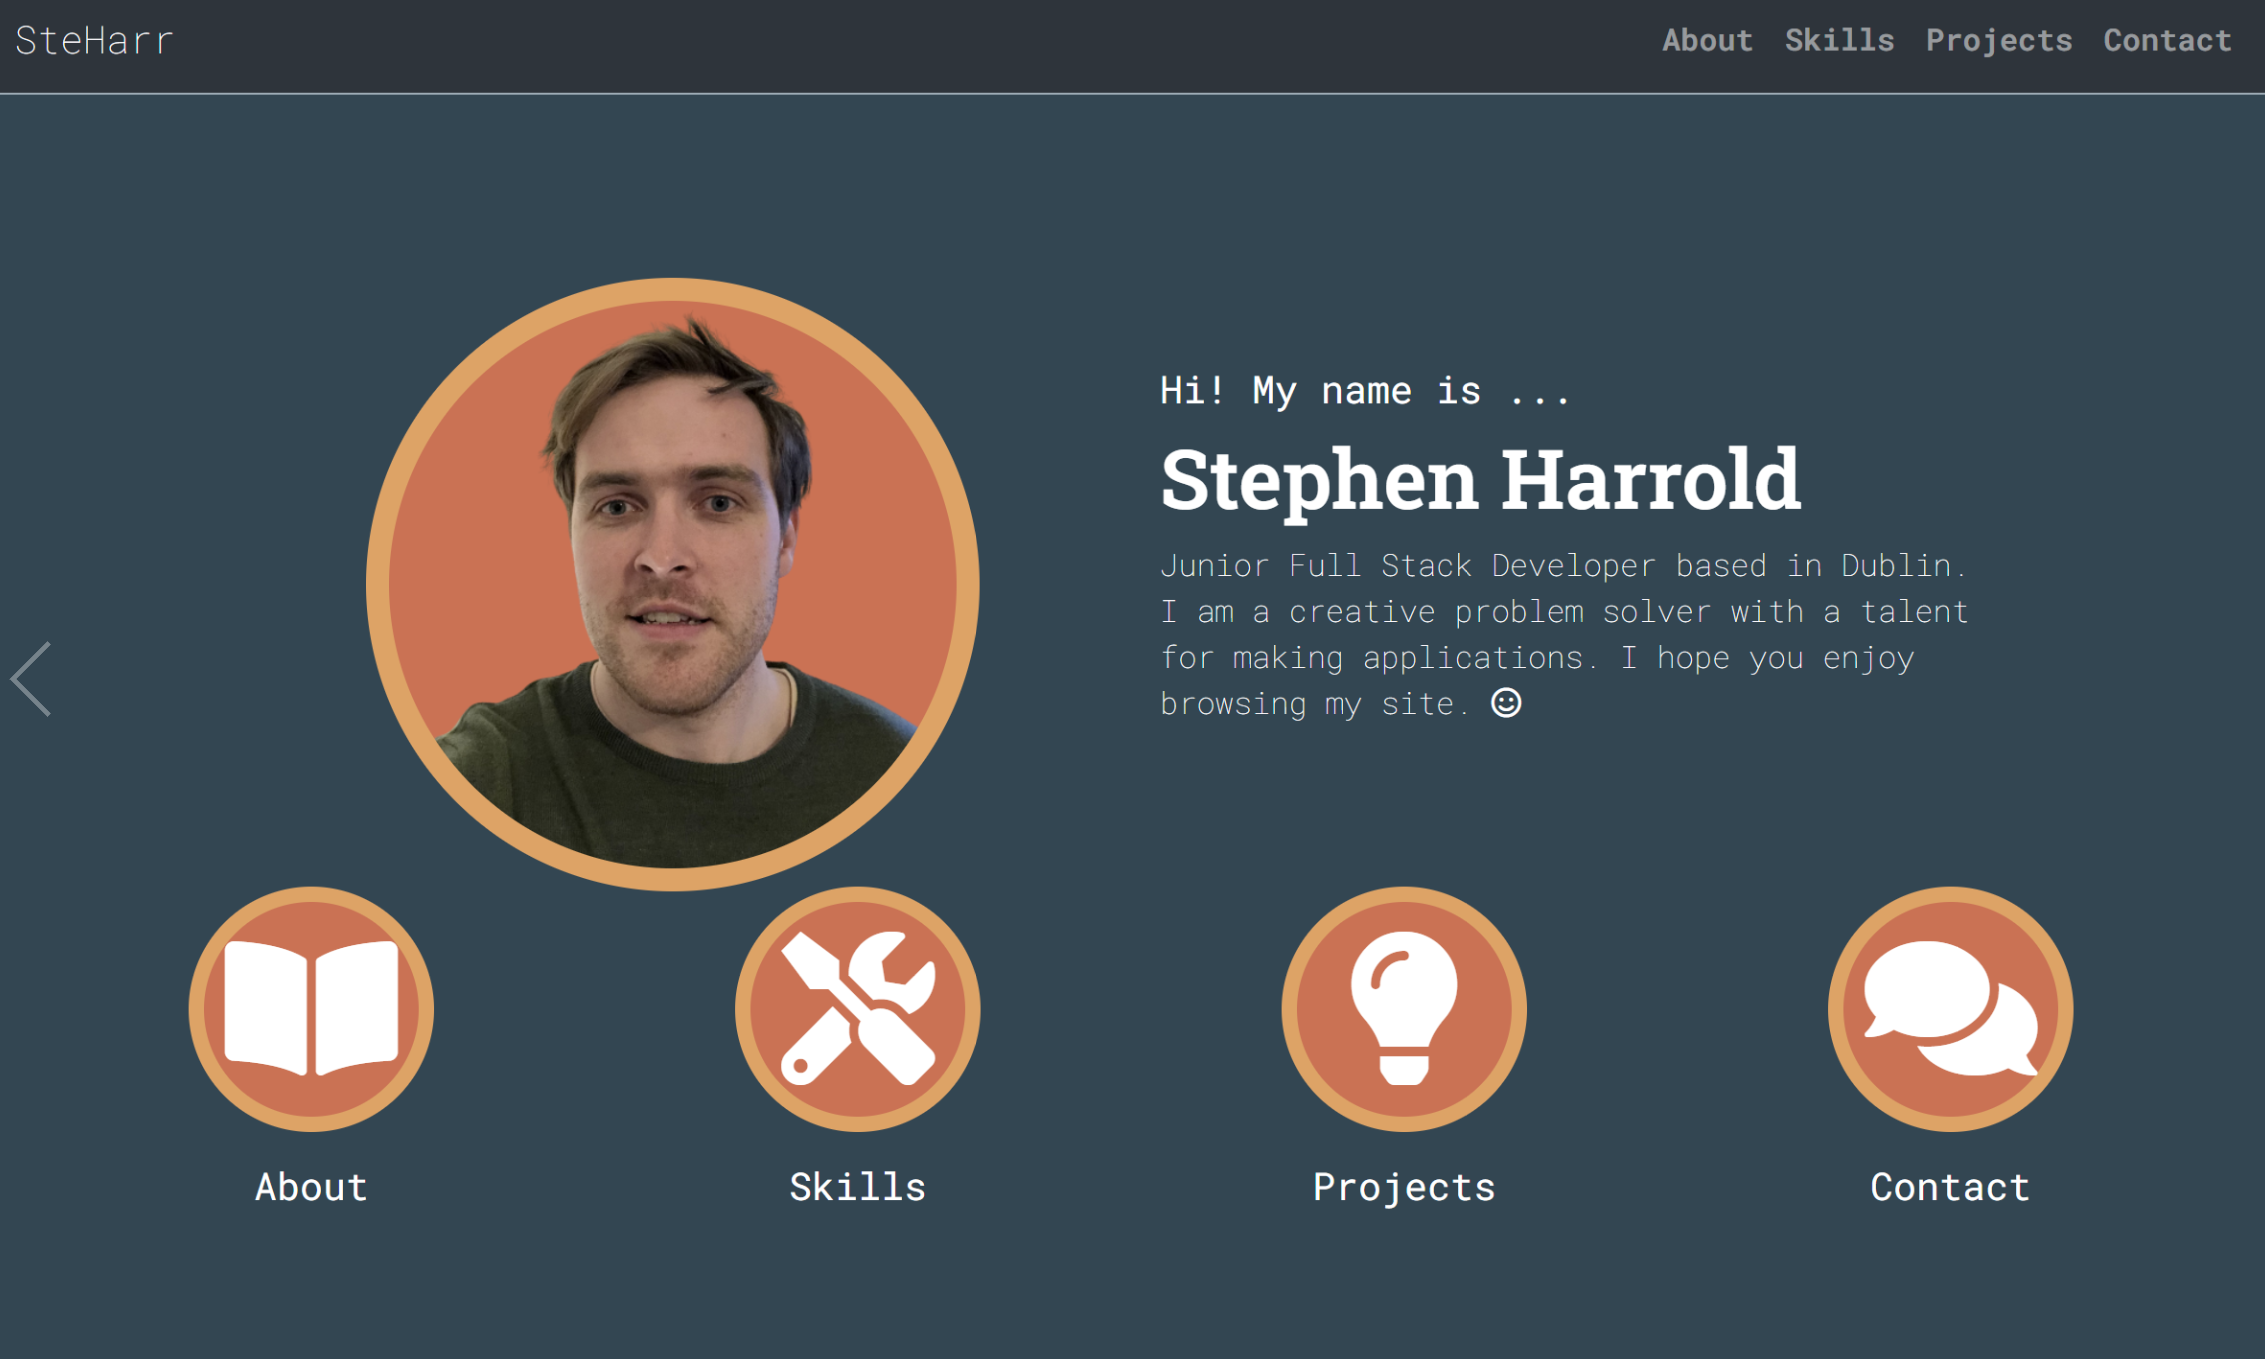 SteHarr
About Skills Projects Contact
Hi! My name is ...
Stephen Harrold
Junior Full Stack Developer based in Dublin.
I am a creative problem solver with a talent
for making applications. I hope you enjoy
browsing my site.
About
Skills
Projects
Contact